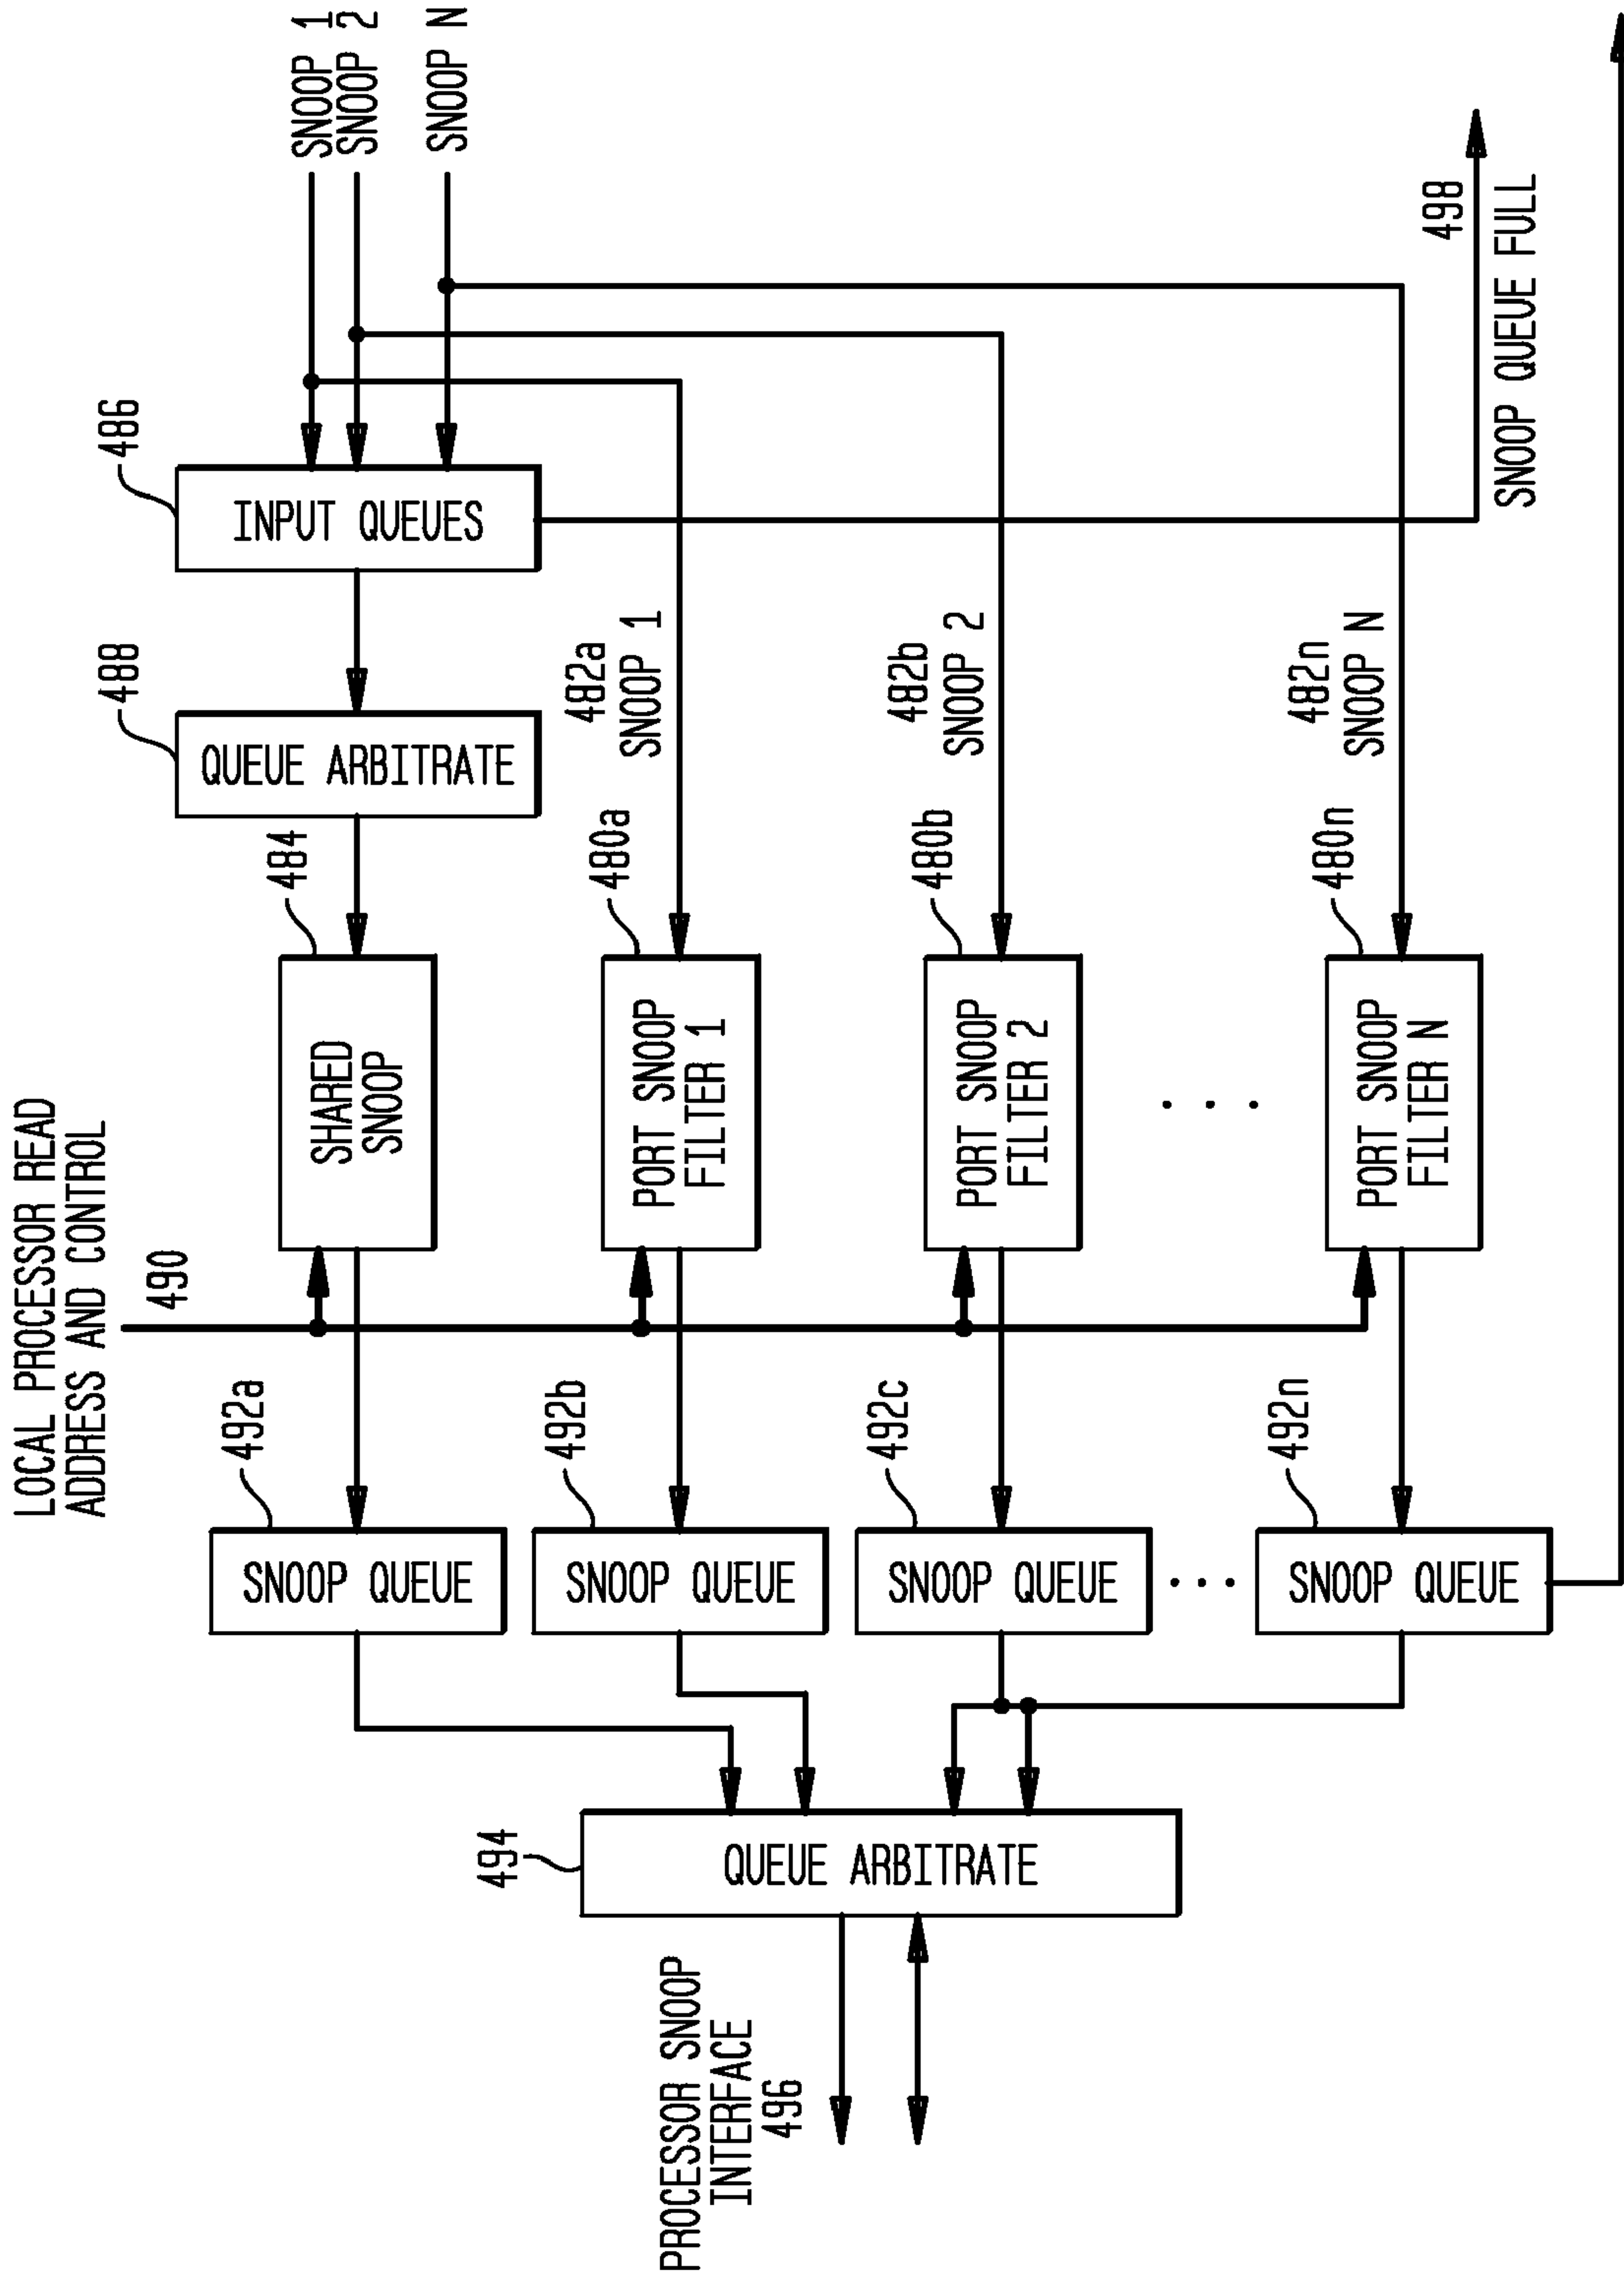 LOCAL PROCESSOR READ
ADDRESS AND CONTROL
490
SNOOP 1
SNOOP 2
SNOOP N
486
INPUT QUEUES
488
QUEUE ARBITRATE
484
SHARED
SNOOP
492a
SNOOP QUEUE
482a
SNOOP 1
480a
PORT SNOOP
FILTER 1
492b
SNOOP QUEUE
482b
SNOOP 2
480b
PORT SNOOP
FILTER 2
492c
SNOOP QUEUE
. . .
. . .
482n
SNOOP N
480n
PORT SNOOP
FILTER N
492n
SNOOP QUEUE
494
QUEUE ARBITRATE
PROCESSOR SNOOP
INTERFACE
496
498
SNOOP QUEUE FULL